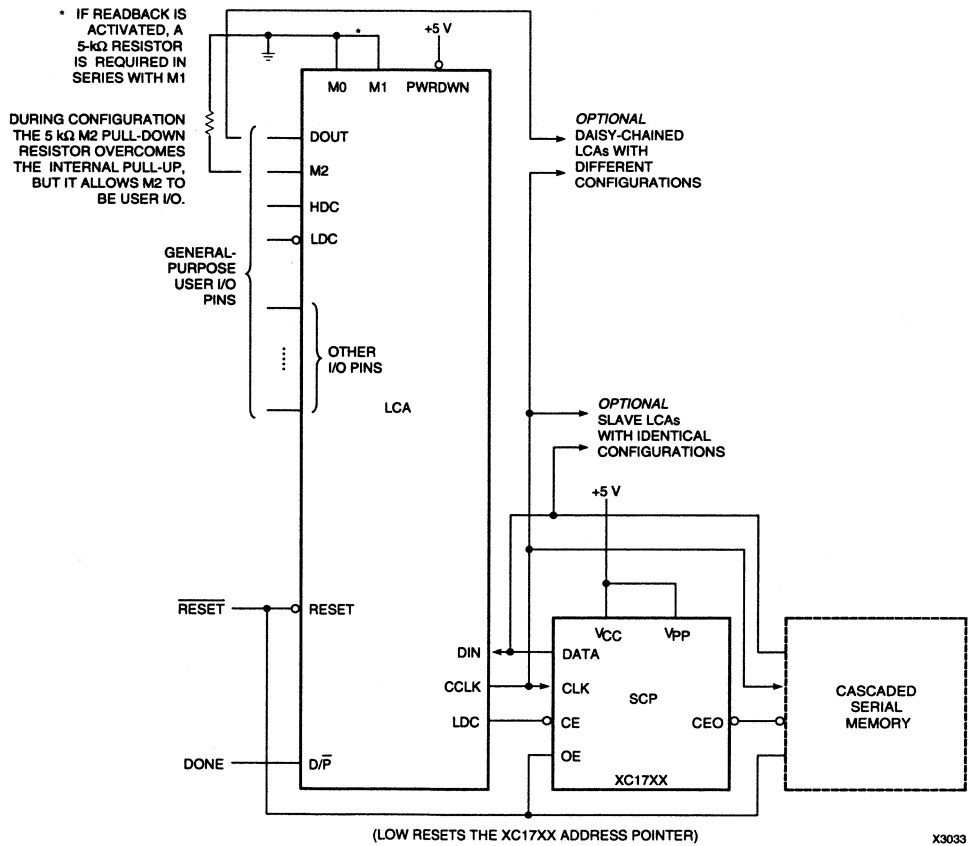 * IF READBACK IS
ACTIVATED, A
5-kΩ RESISTOR
IS REQUIRED IN
SERIES WITH M1
*
+5 V
M0
M1
PWRDWN
DURING CONFIGURATION
THE 5 kΩ M2 PULL-DOWN
RESISTOR OVERCOMES
THE INTERNAL PULL-UP,
BUT IT ALLOWS M2 TO
BE USER I/O.
DOUT
M2
HDC
LDC
OPTIONAL
DAISY-CHAINED
LCAs WITH
DIFFERENT
CONFIGURATIONS
GENERAL-
PURPOSE
USER I/O
PINS
OTHER
I/O PINS
LCA
OPTIONAL
SLAVE LCAs
WITH IDENTICAL
CONFIGURATIONS
+5 V
RESET
RESET
VCC
VPP
DIN
DATA
CCLK
CLK
SCP
LDC
CE
CEO
CASCADED
SERIAL
MEMORY
OE
DONE
D/P
XC17XX
(LOW RESETS THE XC17XX ADDRESS POINTER)
X3033